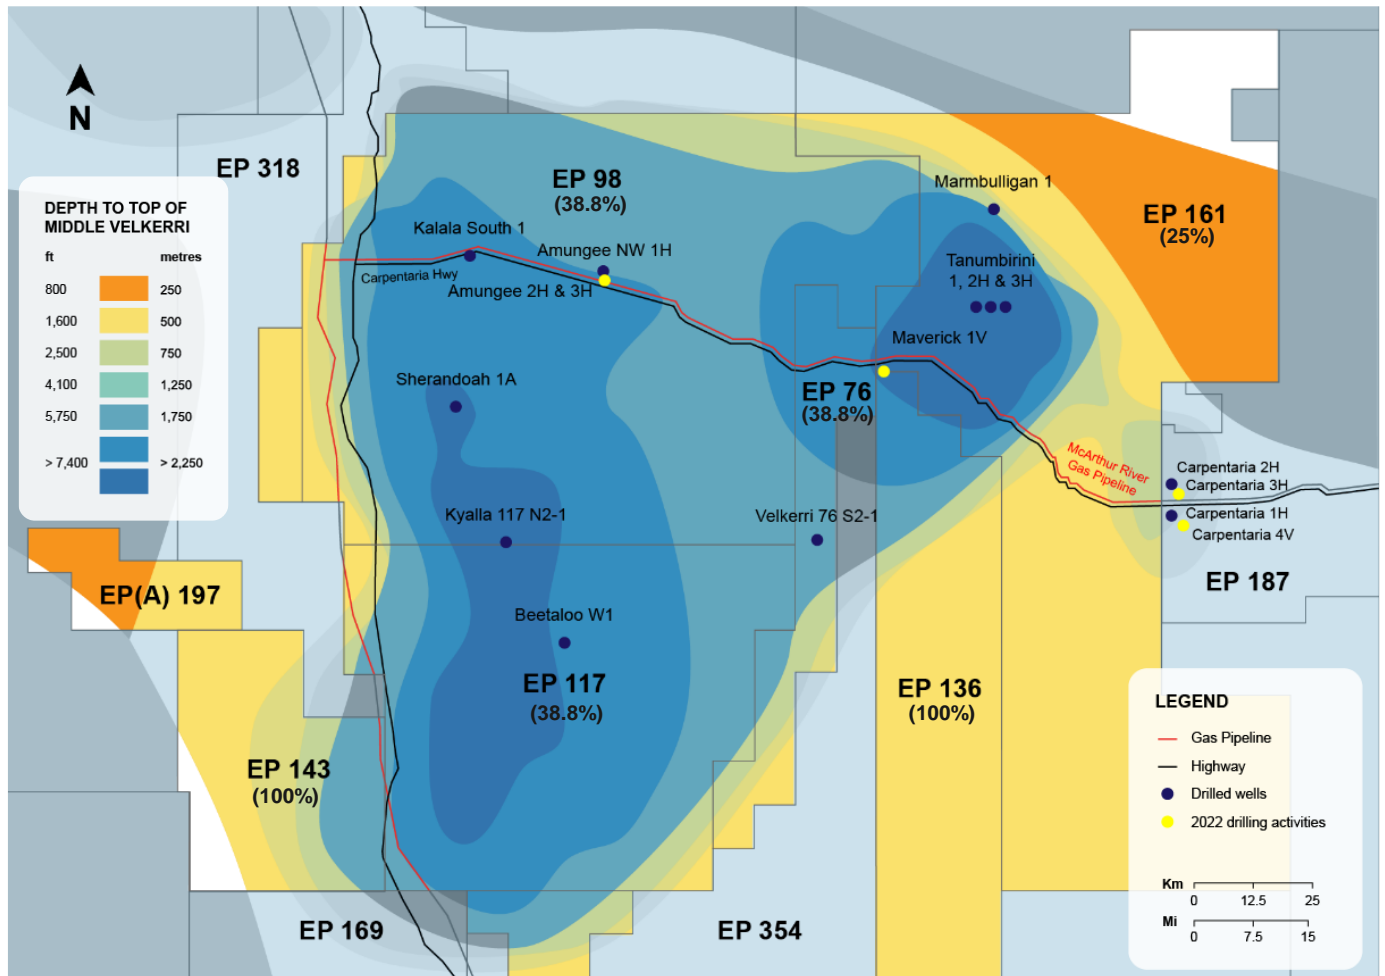 N
EP 318
DEPTH TO TOP OF
MIDDLE VELKERRI
ft metres
800 250
1,600 500
2,500 750
4,100 1,250
5,750 1,750
> 7,400 > 2,250
EP 98
(38.8%)
Kalala South 1
Amungee NW 1H
Carpentaria Hwy
Amungee 2H & 3H
Marmbulligan 1
EP 161
(25%)
Tanumbirini
1, 2H & 3H
Maverick 1V
Sherandoah 1A
EP 76
(38.8%)
McArthur River
Gas Pipeline
Carpentaria 2H
Carpentaria 3H
Carpentaria 1H
Carpentaria 4V
Kyalla 117 N2-1
Velkerri 76 S2-1
EP 187
EP(A) 197
Beetaloo W1
EP 117
(38.8%)
EP 136
(100%)
EP 143
(100%)
EP 169
EP 354
LEGEND
Gas Pipeline
Highway
Drilled wells
2022 drilling activities
Km
0 12.5 25
Mi
0 7.5 15